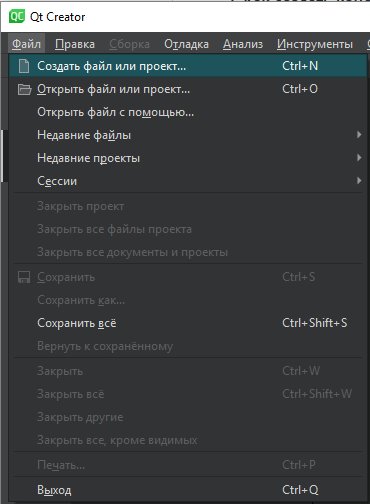 QC Qt Creator
Файл Правка Сборка Отладка Анализ Инструменты
Создать файл или проект... Ctrl+N
Открыть файл или проект... Ctrl+O
Открыть файл с помощью...
Недавние файлы
Недавние проекты
Сессии
Закрыть проект
Закрыть все файлы проекта
Закрыть все документы и проекты
Сохранить Ctrl+S
Сохранить как...
Сохранить всё Ctrl+Shift+S
Вернуть к сохранённому
Закрыть Ctrl+W
Закрыть всё Ctrl+Shift+W
Закрыть другие
Закрыть все, кроме видимых
Печать... Ctrl+P
Выход Ctrl+Q